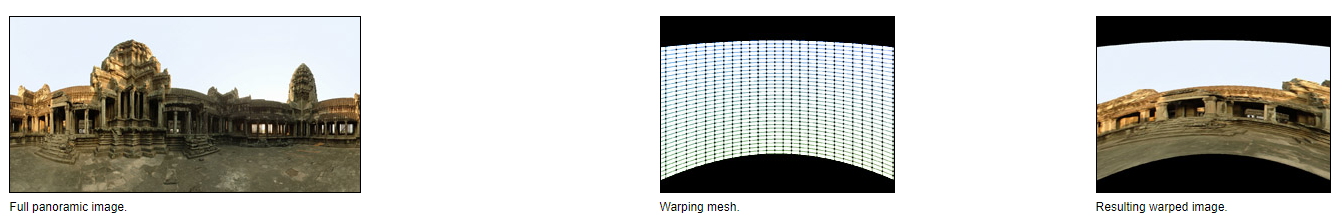 Full panoramic image.
Warping mesh.
Resulting warped image.